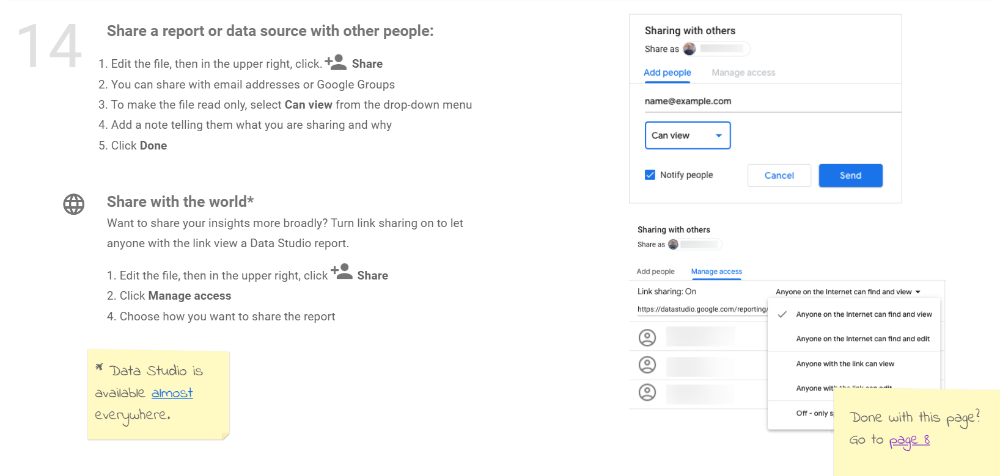 14
Share a report or data source with other people:
1. Edit the file, then in the upper right, click. Share
2. You can share with email addresses or Google Groups
3. To make the file read only, select Can view from the drop-down menu
4. Add a note telling them what you are sharing and why
5. Click Done
Share with the world*
Want to share your insights more broadly? Turn link sharing on to let
anyone with the link view a Data Studio report.
1. Edit the file, then in the upper right, click Share
2. Click Manage access
4. Choose how you want to share the report
* Data Studio is
available almost
everywhere.
Sharing with others
Share as
Add people Manage access
name@example.com
Can view
Notify people Cancel Send
Sharing with others
Share as
Add people Manage access
Link sharing: On Anyone on the Internet can find and view
https://datastudio.google.com/reporting/
Anyone on the Internet can find and view
Anyone on the Internet can find and edit
Anyone with the link can view
Anyone with the link can edit
Off - only
Done with this page?
Go to page 8